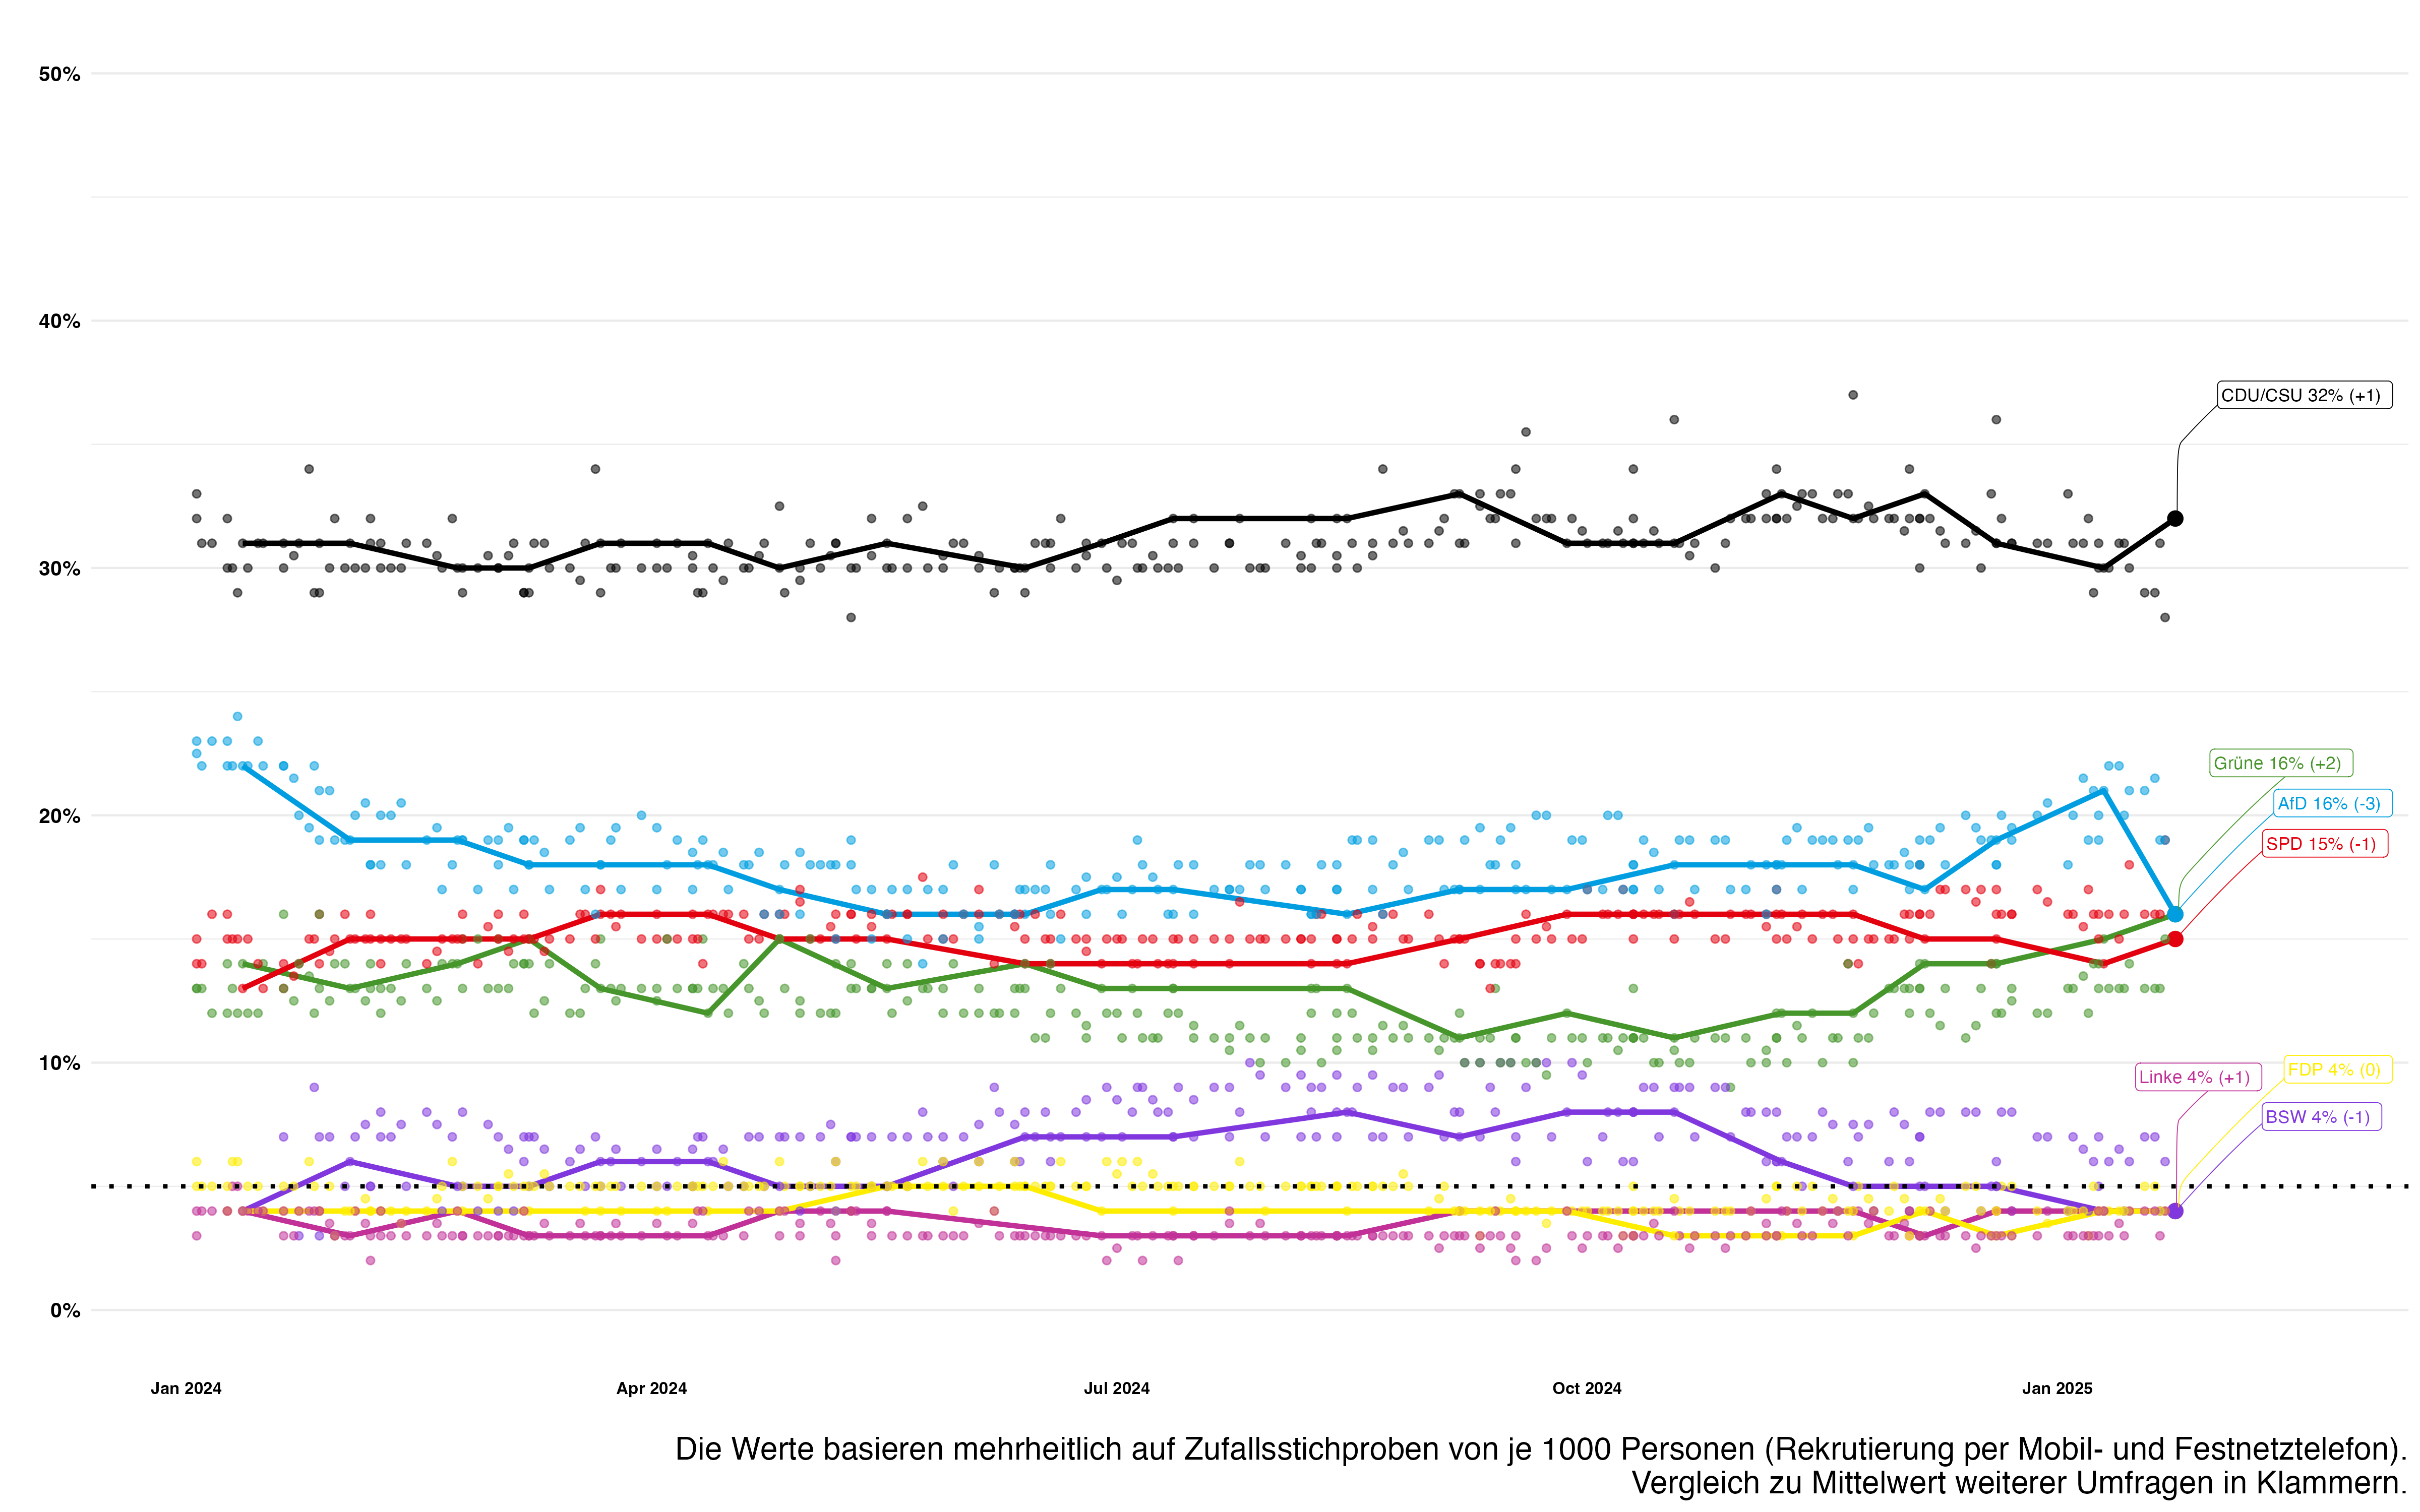 50%
40%
CDU/CSU 32% (+1)
30%
Grüne 16% (+2)
20%
AfD 16% (-3)
SPD 15% (-1)
10%
FDP 4% (0)
Linke 4% (+1)
BSW 4% (-1)
0%
Jan 2024
Apr 2024
Jul 2024
Oct 2024
Jan 2025
Die Werte basieren mehrheitlich auf Zufallsstichproben von je 1000 Personen (Rekrutierung per Mobil- und Festnetztelefon).
Vergleich zu Mittelwert weiterer Umfragen in Klammern.